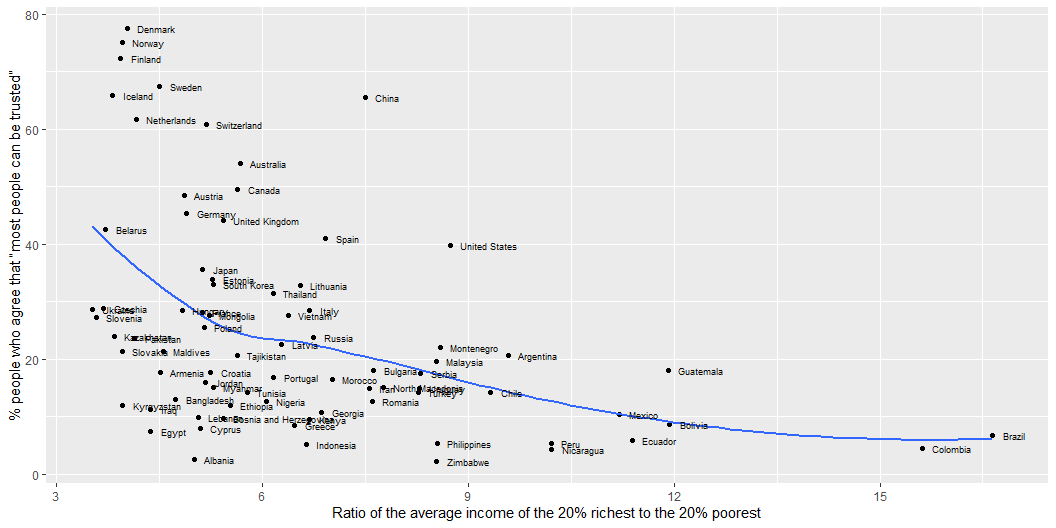 80
60
40
20
0
% people who agree that "most people can be trusted"
Denmark
Norway
Finland
Sweden
Iceland
China
Netherlands
Switzerland
Australia
Canada
Austria
Germany
United Kingdom
Belarus
Spain
United States
Japan
Estonia
South Korea
Lithuania
Thailand
Ukraine
Czechia
Slovenia
Hungary
Mongolia
Italy
Vietnam
Poland
Kazakhstan
Pakistan
Russia
Latvia
Slovakia
Maldives
Tajikistan
Montenegro
Malaysia
Argentina
Armenia
Croatia
Bulgaria
Serbia
Guatemala
Portugal
Morocco
Jordan
Myanmar
Tunisia
Iran
North Macedonia
Turkey
Chile
Bangladesh
Nigeria
Romania
Kyrgyzstan
Iraq
Ethiopia
Georgia
Mexico
Lebanon
Bosnia and Herzegovina
Kenya
Greece
Bolivia
Egypt
Cyprus
Indonesia
Philippines
Peru
Nicaragua
Ecuador
Brazil
Colombia
Albania
Zimbabwe
3
6
9
12
15
Ratio of the average income of the 20% richest to the 20% poorest